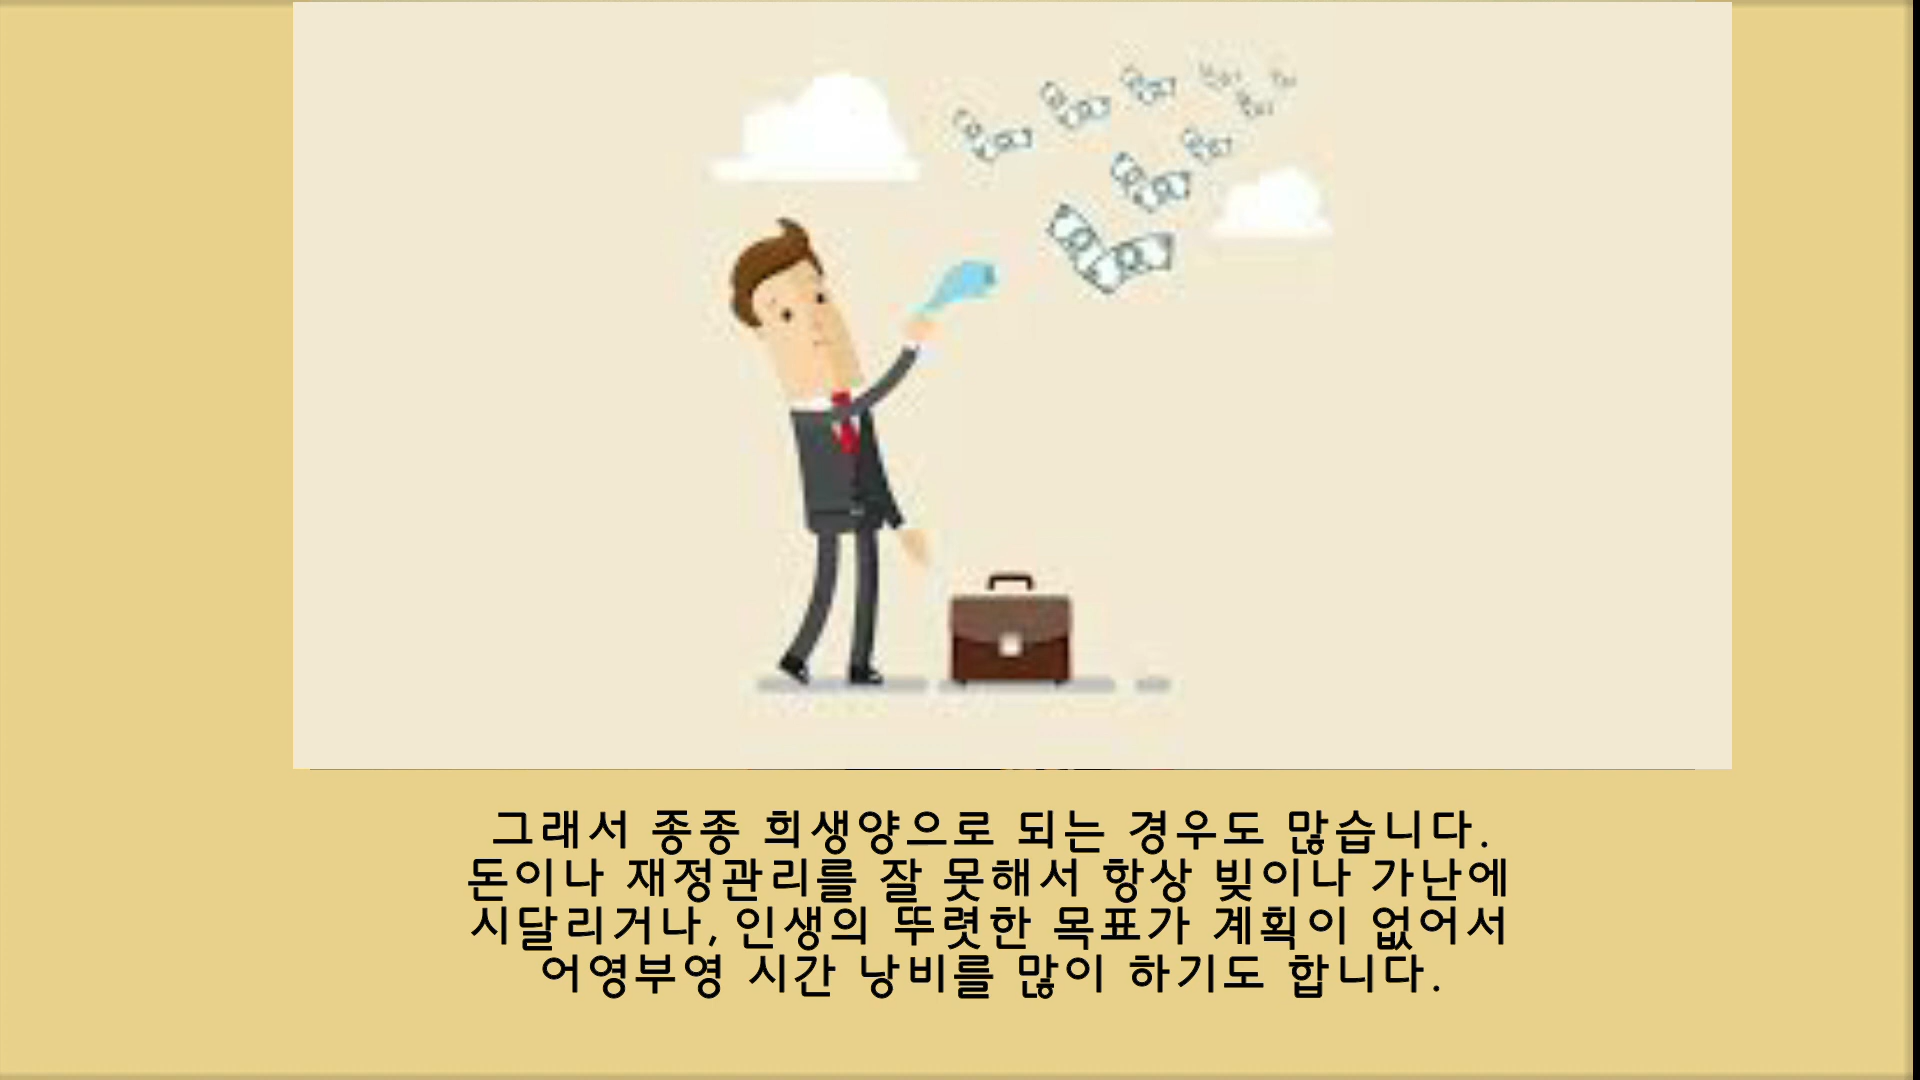 그래서 종종 희생양으로 되는 경우도 많습니다.
돈이나 재정관리를 잘 못해서 항상 빚이나 가난에
시달리거나, 인생의 뚜렷한 목표가 계획이 없어서
어영부영 시간 낭비를 많이 하기도 합니다.